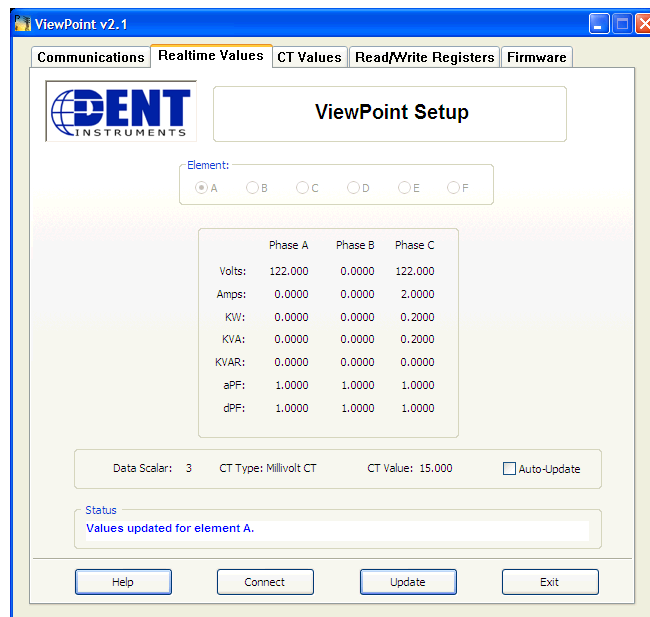 ViewPoint v2.1
Communications Realtime Values CT Values Read/Write Registers Firmware
DENT
INSTRUMENTS
ViewPoint Setup
Element:
A B C D E F
Phase A Phase B Phase C
Volts: 122.000 0.0000 122.000
Amps: 0.0000 0.0000 2.0000
KW: 0.0000 0.0000 0.2000
KVA: 0.0000 0.0000 0.2000
KVAR: 0.0000 0.0000 0.0000
aPF: 1.0000 1.0000 1.0000
dPF: 1.0000 1.0000 1.0000
Data Scalar: 3 CT Type: Millivolt CT CT Value: 15.000 Auto-Update
Status
Values updated for element A.
Help Connect Update Exit